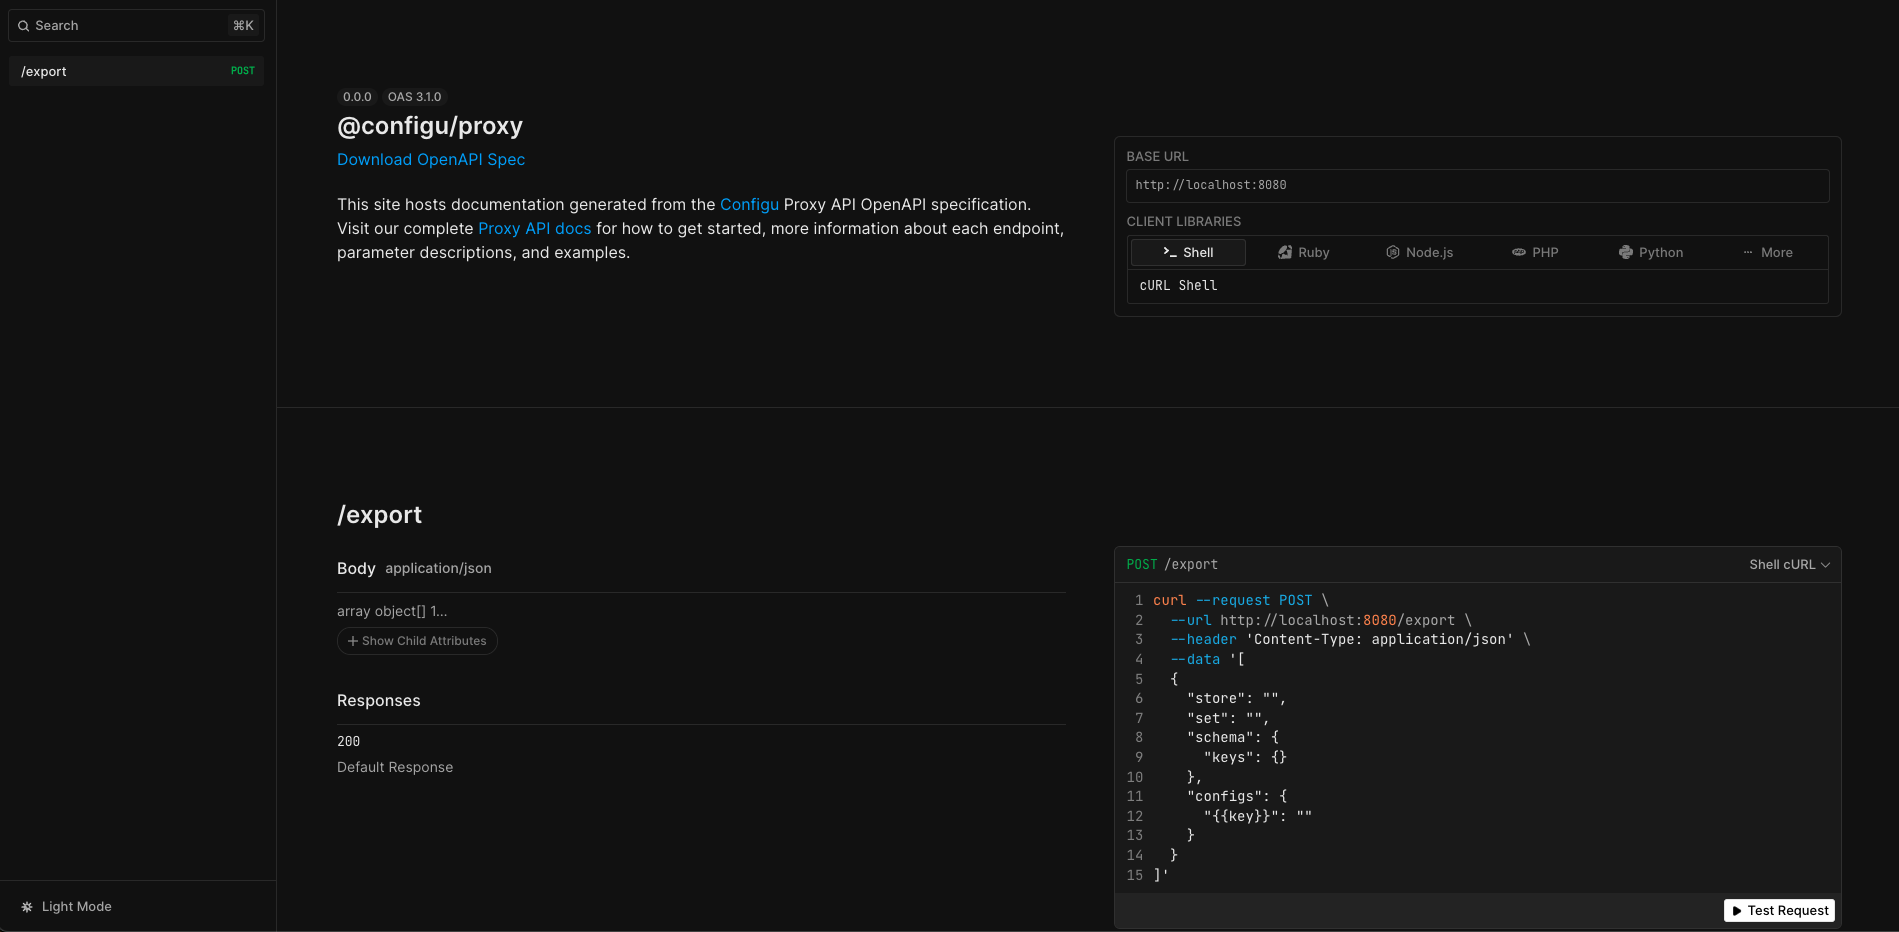 Search ⌘K
/export POST
Light Mode
0.0.0 OAS 3.1.0
@configu/proxy
Download OpenAPI Spec
This site hosts documentation generated from the Configu Proxy API OpenAPI specification.
Visit our complete Proxy API docs for how to get started, more information about each endpoint,
parameter descriptions, and examples.
BASE URL
http://localhost:8080
CLIENT LIBRARIES
Shell Ruby Node.js PHP Python More
cURL Shell
/export
Body application/json
array object[] 1...
Show Child Attributes
Responses
200
Default Response
POST /export Shell cURL
1 curl --request POST \
2   --url http://localhost:8080/export \
3   --header 'Content-Type: application/json' \
4   --data '[
5   {
6     "store": "",
7     "set": "",
8     "schema": {
9       "keys": {}
10     },
11     "configs": {
12       "{{key}}": ""
13     }
14   }
15 ]'
Test Request